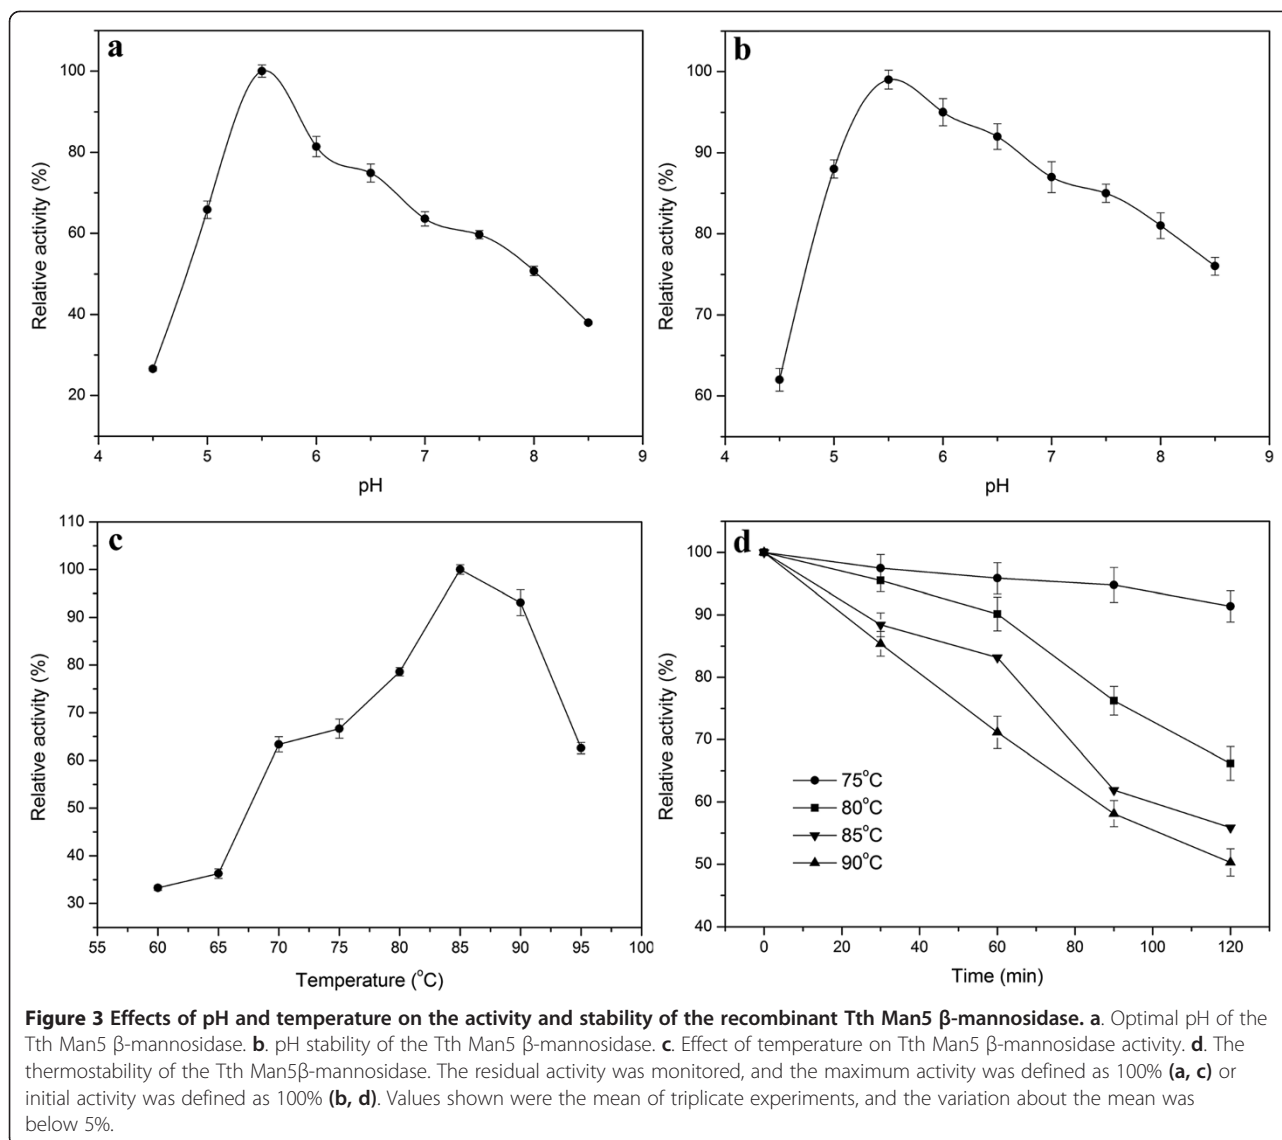 a
100
80
60
40
20
4 5 6 7 8 9
Relative activity (%)
pH
b
100
90
80
70
60
4 5 6 7 8 9
Relative activity (%)
pH
c
110
100
90
80
70
60
50
40
30
55 60 65 70 75 80 85 90 95 100
Relative activity (%)
Temperature (°C)
d
100
90
80
70
60
50
40
0 20 40 60 80 100 120
Relative activity (%)
Time (min)
75°C
80°C
85°C
90°C
Figure 3 Effects of pH and temperature on the activity and stability of the recombinant Tth Man5 β-mannosidase. a. Optimal pH of the
Tth Man5 β-mannosidase. b. pH stability of the Tth Man5 β-mannosidase. c. Effect of temperature on Tth Man5 β-mannosidase activity. d. The
thermostability of the Tth Man5β-mannosidase. The residual activity was monitored, and the maximum activity was defined as 100% (a, c) or
initial activity was defined as 100% (b, d). Values shown were the mean of triplicate experiments, and the variation about the mean was
below 5%.